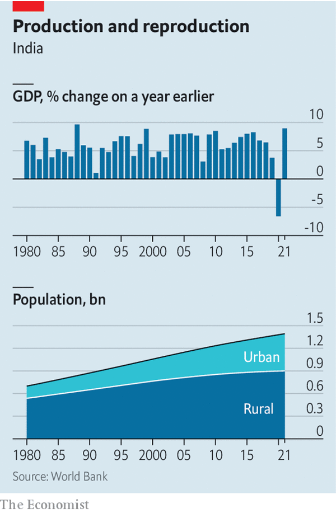 Production and reproduction
India
GDP, % change on a year earlier
10
5
0
-5
-10
1980 85 90 95 2000 05 10 15 21
Population, bn
1.5
1.2
Urban
0.9
0.6
Rural
0.3
0
1980 85 90 95 2000 05 10 15 21
Source: World Bank
The Economist